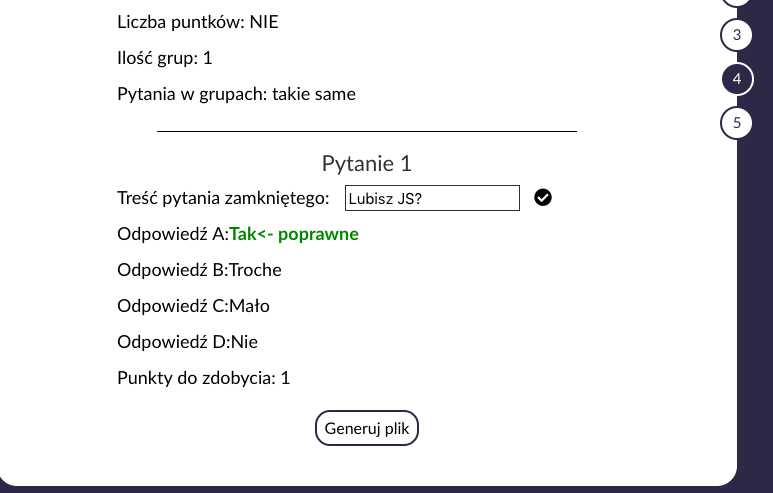 Liczba puntków: NIE
3
Ilość grup: 1
4
Pytania w grupach: takie same
5
Pytanie 1
Treść pytania zamkniętego: Lubisz JS?
Odpowiedź A:Tak<- poprawne
Odpowiedź B:Troche
Odpowiedź C:Mało
Odpowiedź D:Nie
Punkty do zdobycia: 1
Generuj plik